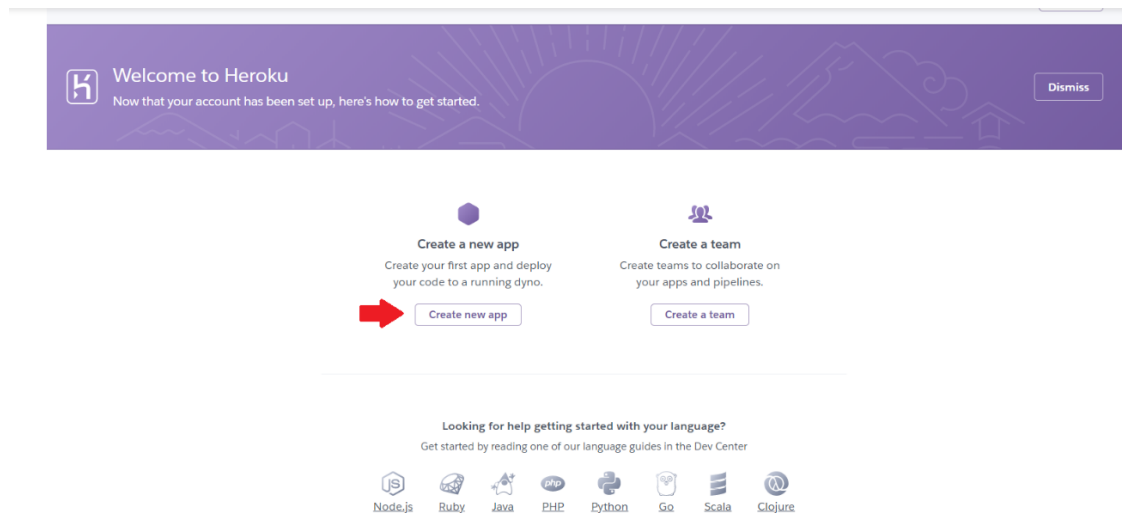 Welcome to Heroku
Now that your account has been set up, here's how to get started.
Dismiss
Create a new app
Create your first app and deploy
your code to a running dyno.
Create new app
Create a team
Create teams to collaborate on
your apps and pipelines.
Create a team
Looking for help getting started with your language?
Get started by reading one of our language guides in the Dev Center
JS
php
Node.js Ruby Java PHP Python Go Scala Clojure